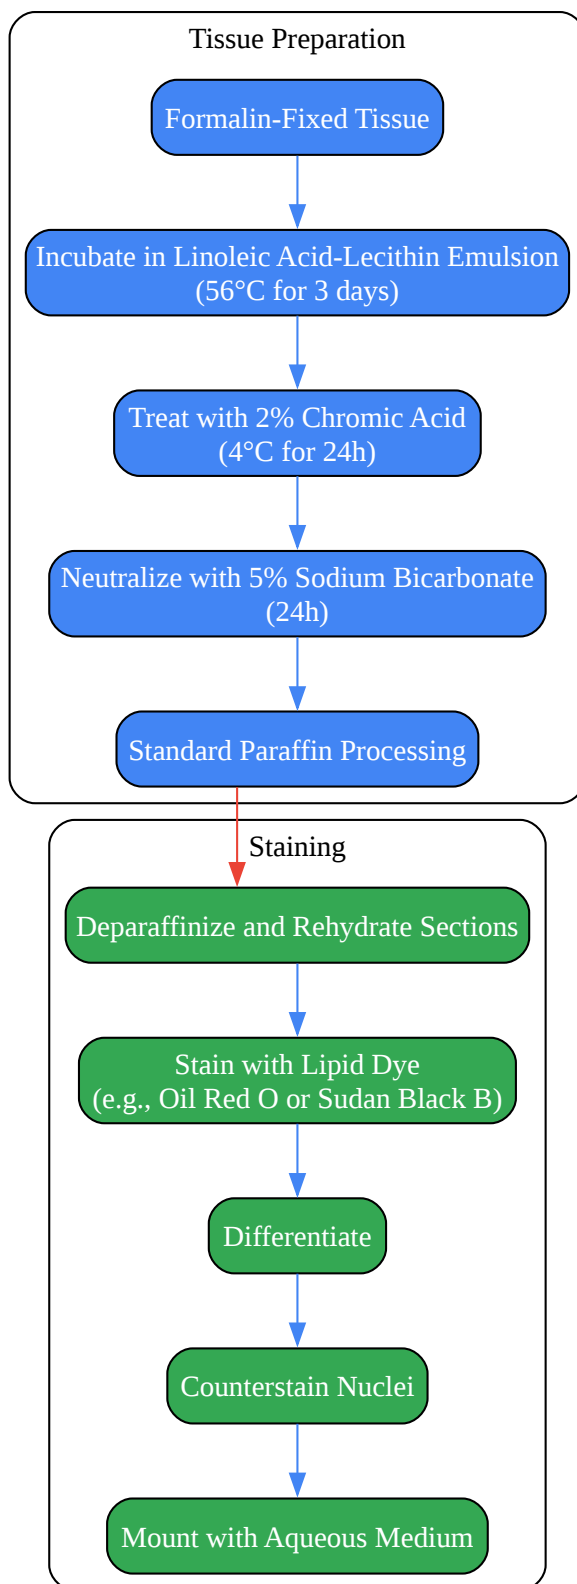 Tissue Preparation
Formalin-Fixed Tissue
Incubate in Linoleic Acid-Lecithin Emulsion
(56°C for 3 days)
Treat with 2% Chromic Acid
(4°C for 24h)
Neutralize with 5% Sodium Bicarbonate
(24h)
Standard Paraffin Processing
Staining
Deparaffinize and Rehydrate Sections
Stain with Lipid Dye
(e.g., Oil Red O or Sudan Black B)
Differentiate
Counterstain Nuclei
Mount with Aqueous Medium